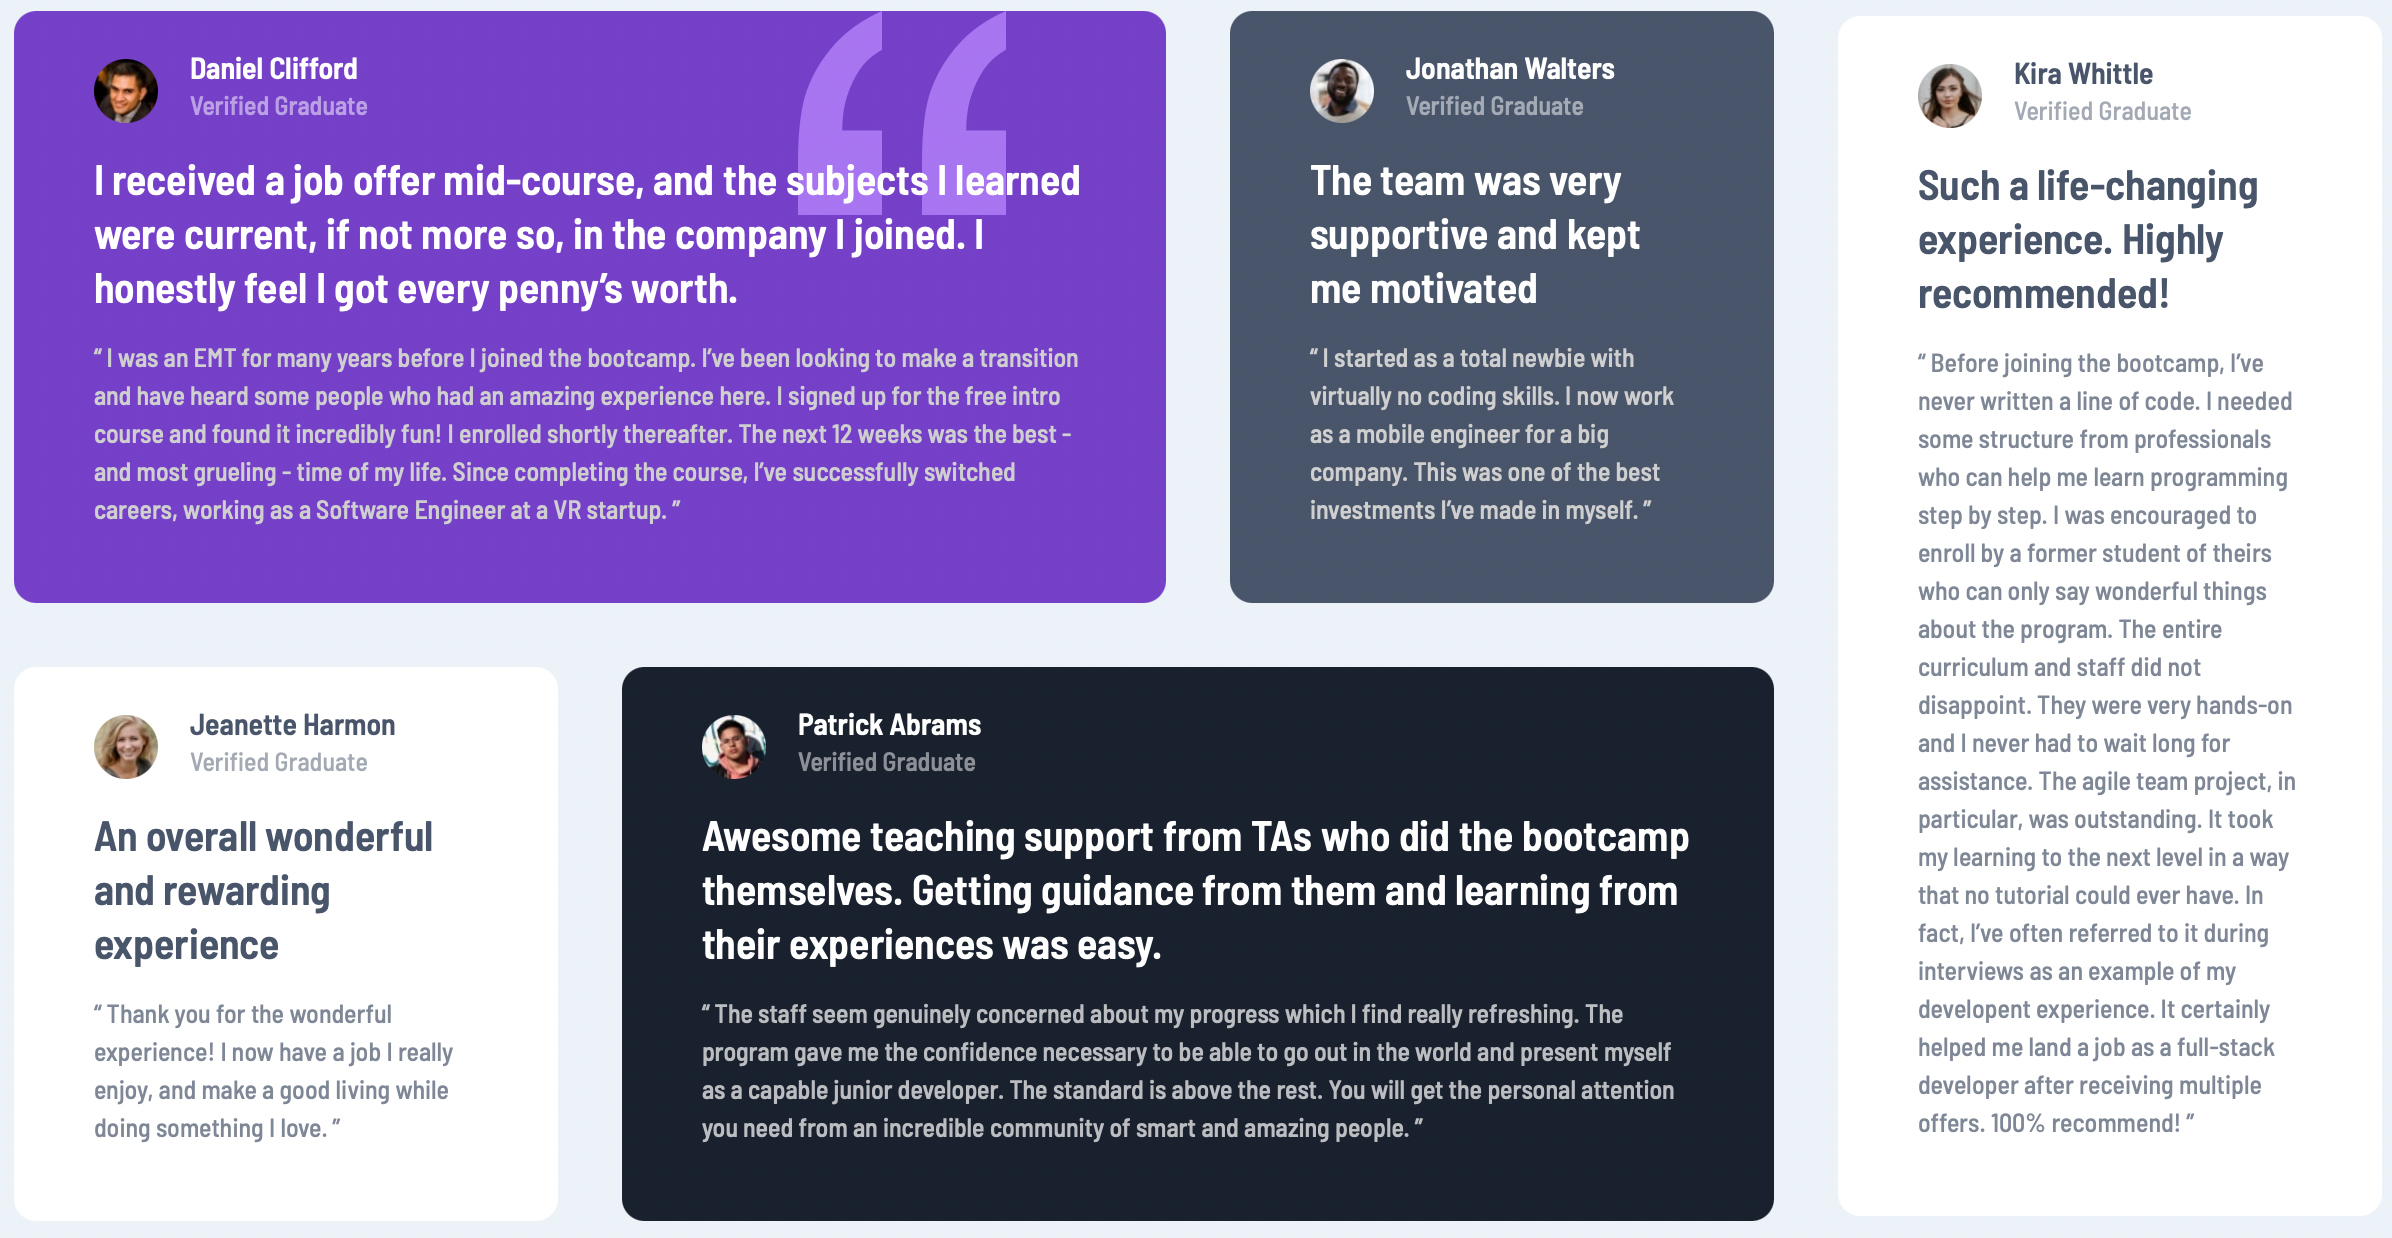 Daniel Clifford
Verified Graduate
I received a job offer mid-course, and the subjects I learned
were current, if not more so, in the company I joined. I
honestly feel I got every penny’s worth.
“ I was an EMT for many years before I joined the bootcamp. I’ve been looking to make a transition
and have heard some people who had an amazing experience here. I signed up for the free intro
course and found it incredibly fun! I enrolled shortly thereafter. The next 12 weeks was the best -
and most grueling - time of my life. Since completing the course, I’ve successfully switched
careers, working as a Software Engineer at a VR startup. ”
Jonathan Walters
Verified Graduate
The team was very
supportive and kept
me motivated
“ I started as a total newbie with
virtually no coding skills. I now work
as a mobile engineer for a big
company. This was one of the best
investments I’ve made in myself. ”
Kira Whittle
Verified Graduate
Such a life-changing
experience. Highly
recommended!
“ Before joining the bootcamp, I’ve
never written a line of code. I needed
some structure from professionals
who can help me learn programming
step by step. I was encouraged to
enroll by a former student of theirs
who can only say wonderful things
about the program. The entire
curriculum and staff did not
disappoint. They were very hands-on
and I never had to wait long for
assistance. The agile team project, in
particular, was outstanding. It took
my learning to the next level in a way
that no tutorial could ever have. In
fact, I’ve often referred to it during
interviews as an example of my
developent experience. It certainly
helped me land a job as a full-stack
developer after receiving multiple
offers. 100% recommend! ”
Jeanette Harmon
Verified Graduate
An overall wonderful
and rewarding
experience
“ Thank you for the wonderful
experience! I now have a job I really
enjoy, and make a good living while
doing something I love. ”
Patrick Abrams
Verified Graduate
Awesome teaching support from TAs who did the bootcamp
themselves. Getting guidance from them and learning from
their experiences was easy.
“ The staff seem genuinely concerned about my progress which I find really refreshing. The
program gave me the confidence necessary to be able to go out in the world and present myself
as a capable junior developer. The standard is above the rest. You will get the personal attention
you need from an incredible community of smart and amazing people. ”